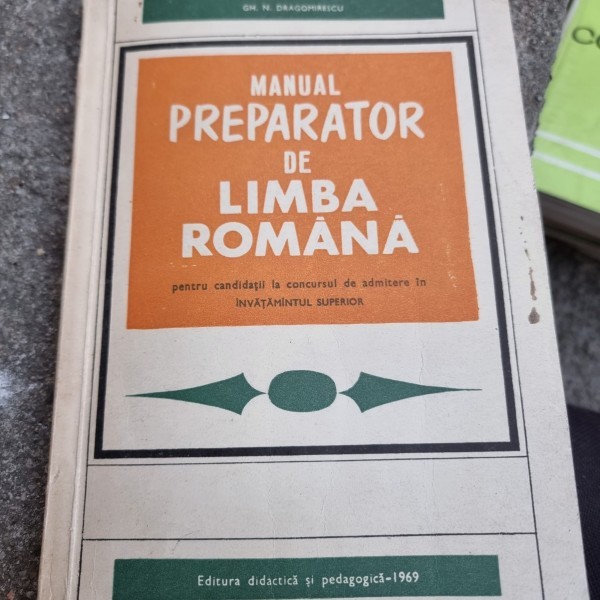 GH. N. DRAGOMIRESCU
MANUAL
PREPARATOR
DE
LIMBA
ROMÂNĂ
pentru candidații la concursul de admitere în
ÎNVĂȚĂMÎNTUL SUPERIOR
Editura didactică și pedagogică-1969